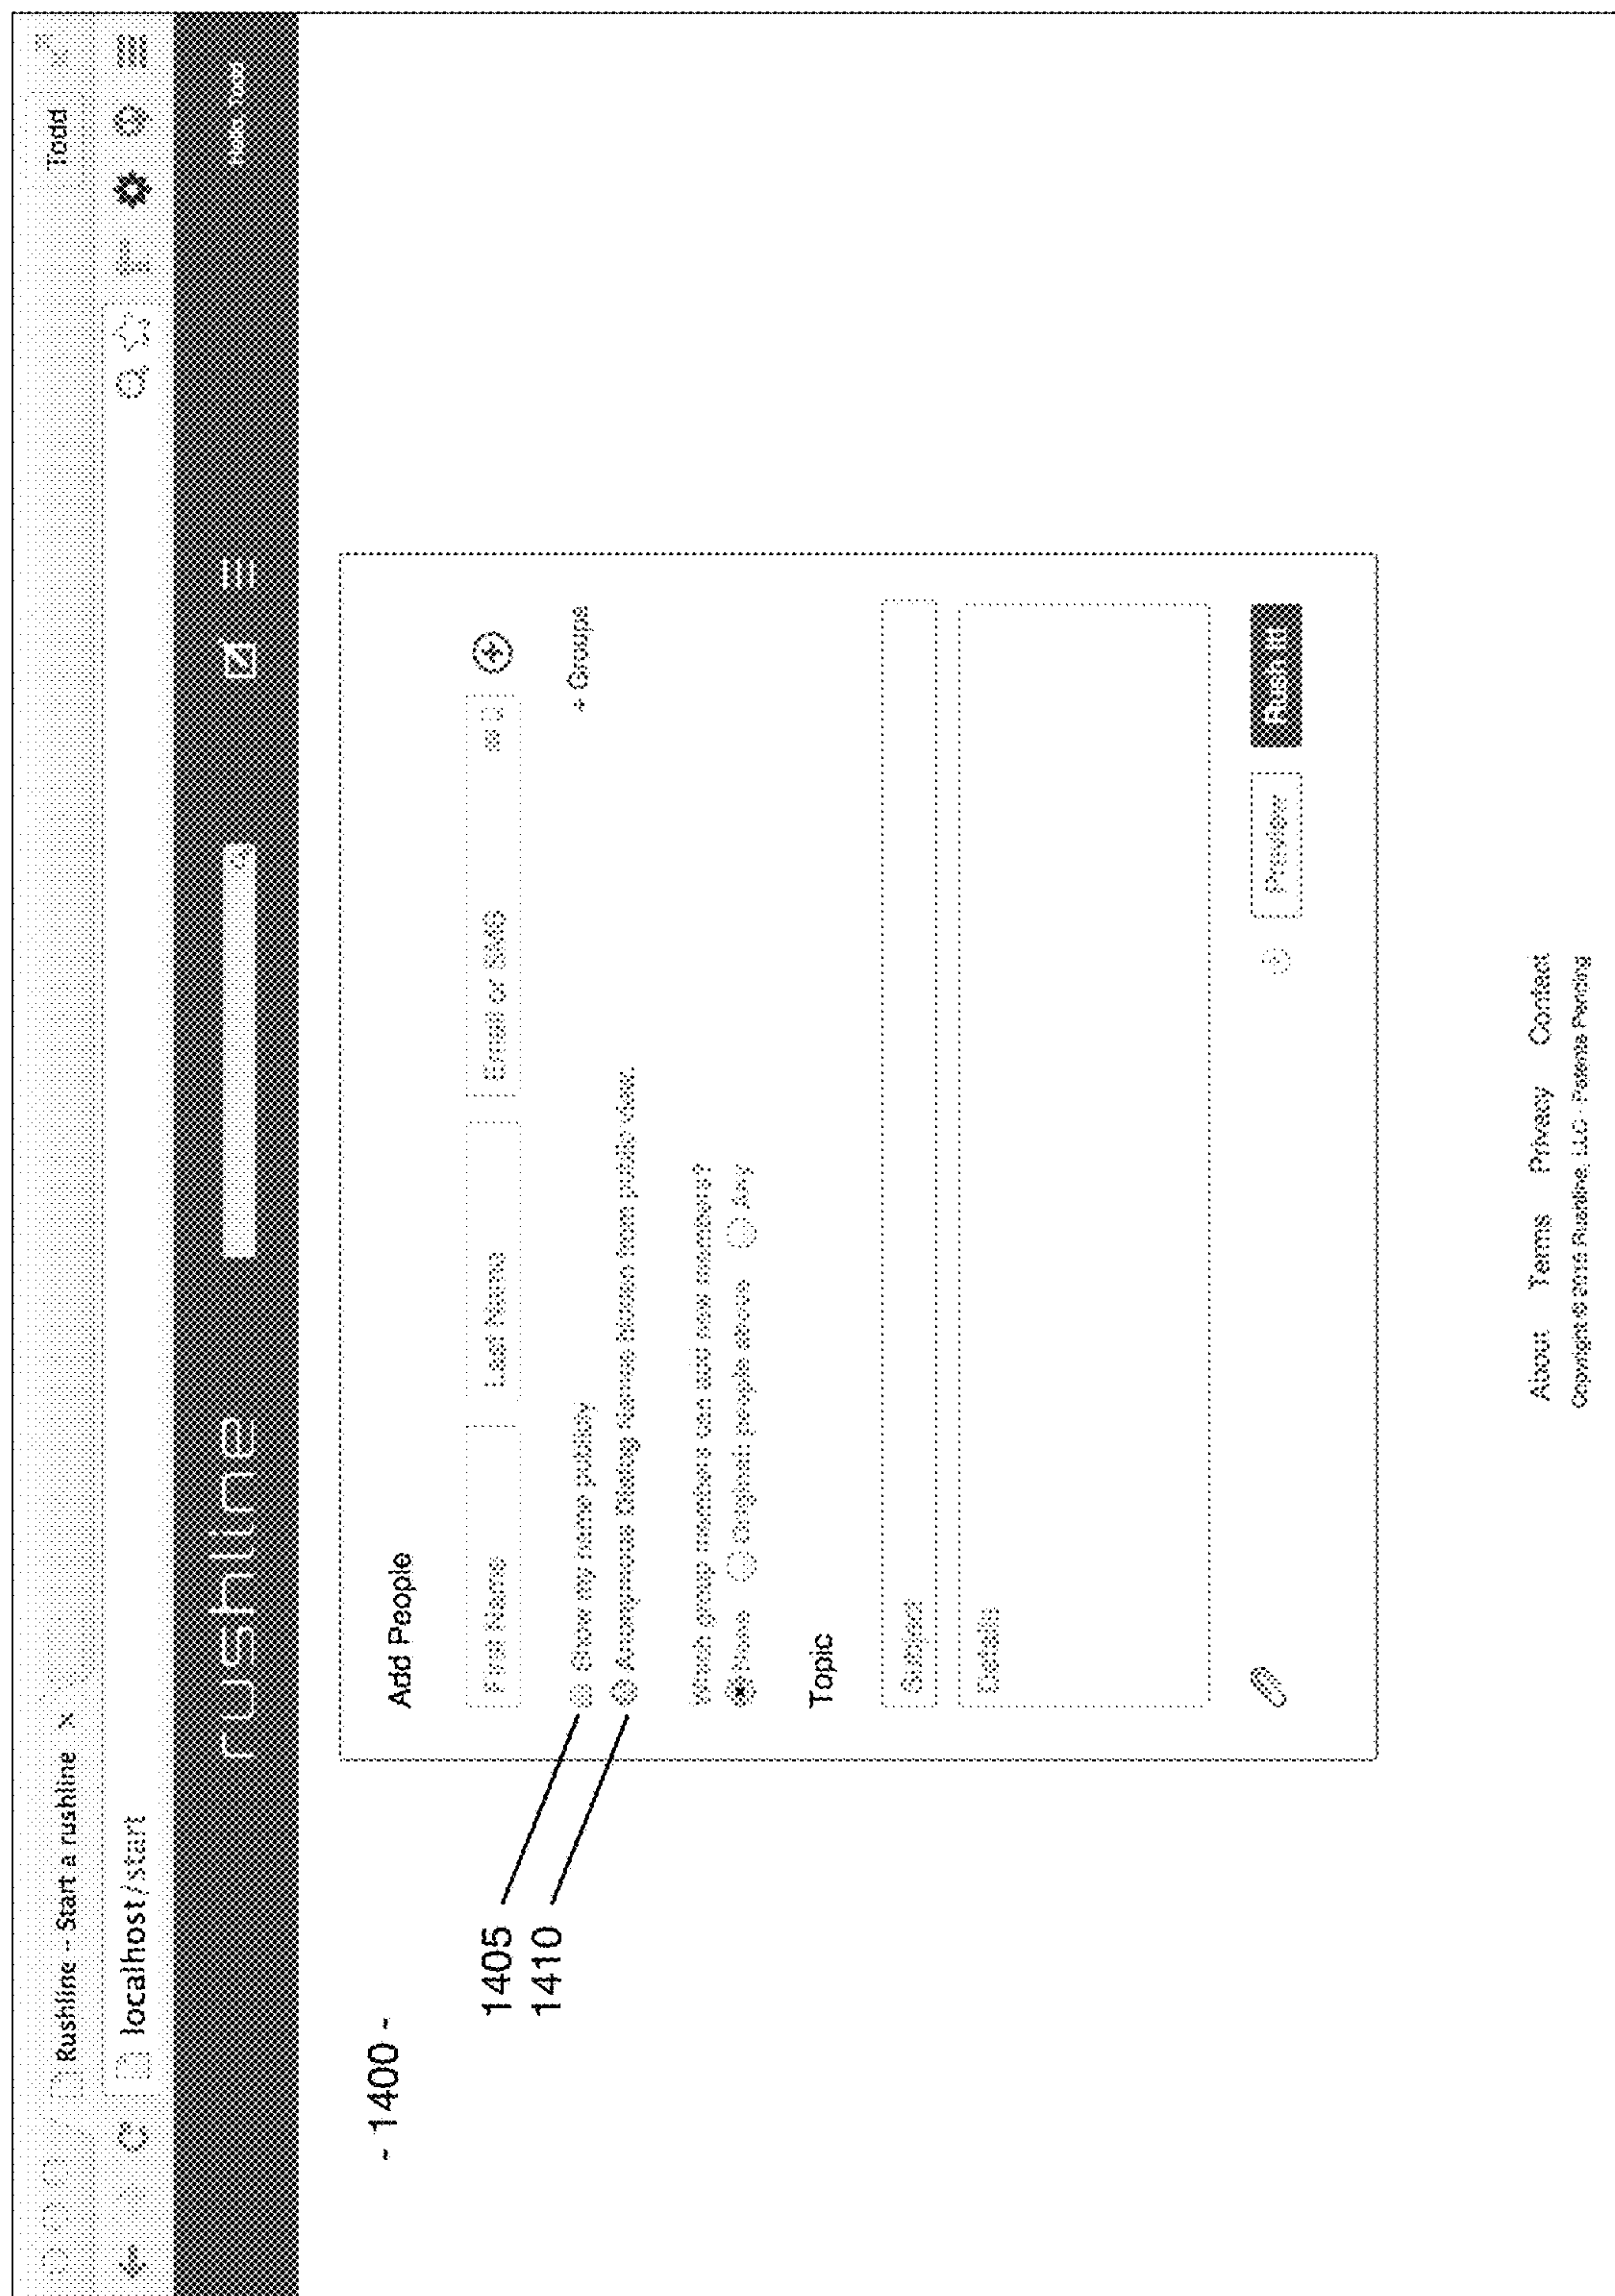 Rushline -- Start a rushline ×
Todd
localhost/start
rushline
Hello, Todd
- 1400 -
Add People
First Name
Last Name
Email or SMS
1405
Show my name publicly
+ Groups
1410
Anonymous Dialog Names hidden from public view.
Which group members can add new members?
None
Original: people above
Any
Topic
Subject
Details
Preview
Rush It!
About Terms Privacy Contact
Copyright © 2015 Rushline, LLC - Patents Pending